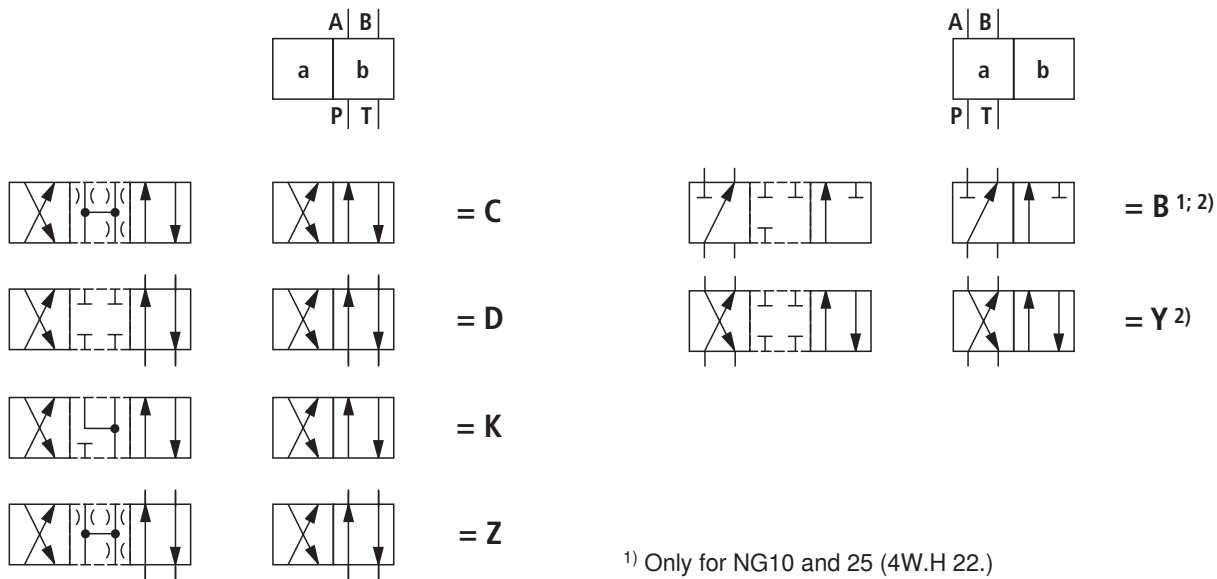 A B
a b
P T
= C
= D
= K
= Z
A B
a b
P T
= B 1; 2)
= Y 2)
1) Only for NG10 and 25 (4W.H 22.)